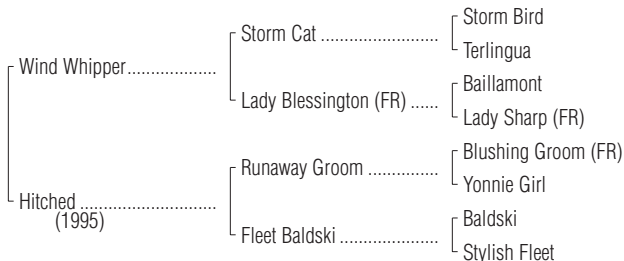 Storm Bird
Storm Cat ..........................
Terlingua
Wind Whipper....................
Baillamont
Lady Blessington (FR) ......
Lady Sharp (FR)
Blushing Groom (FR)
Runaway Groom ...............
Yonnie Girl
Hitched ..............................
(1995)
Baldski
Fleet Baldski .....................
Stylish Fleet